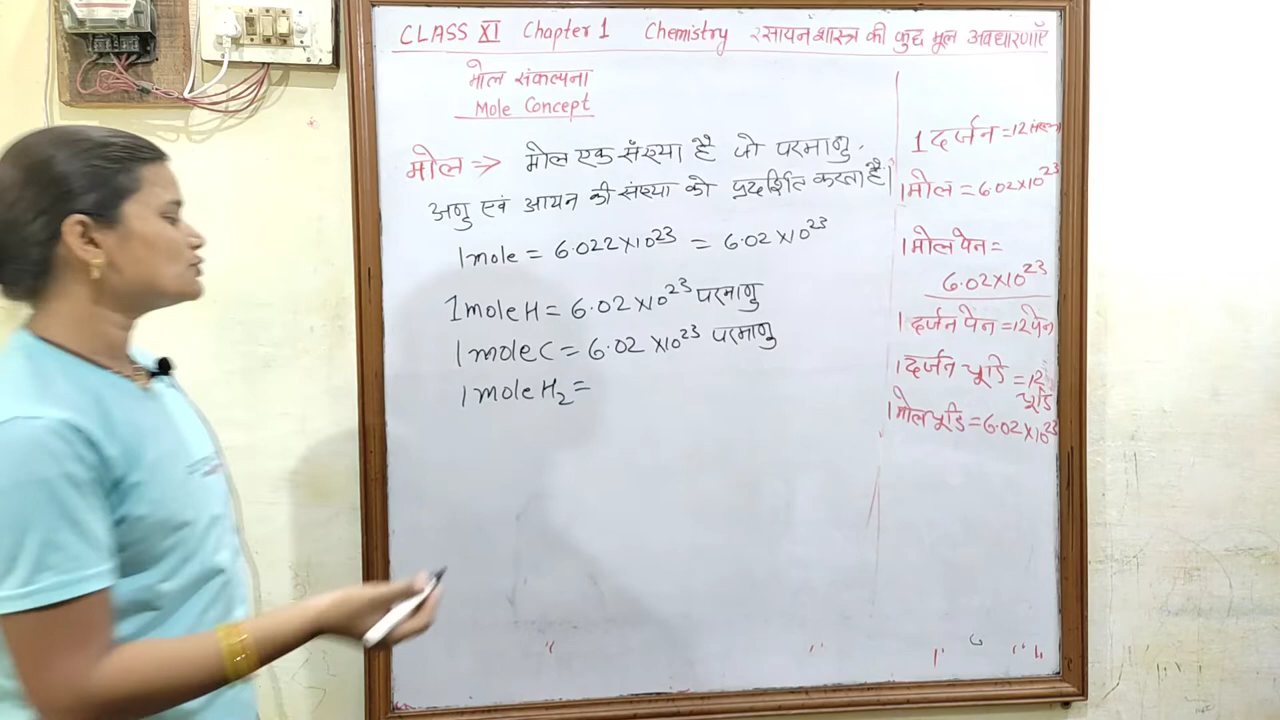 CLASS XI Chapter 1 Chemistry रसायन शास्त्र की कुछ मूल अवधारणाएँ
मोल संकल्पना
Mole Concept
मोल => मोल एक संख्या है जो परमाणु,
अणु एवं आयन की संख्या को प्रदर्शित करता है।
1 mole = 6.022×10²³ = 6.02×10²³
1 mole H = 6.02×10²³ परमाणु
1 mole C = 6.02×10²³ परमाणु
1 mole H₂ =
1 दर्जन = 12
1 मोल = 6.02×10²³
1 मोल पेन =
6.02×10²³
1 दर्जन पेन = 12 पेन
1 दर्जन चूड़ि = 12
चूड़ि
1 मोल चूड़ि = 6.02×10²³